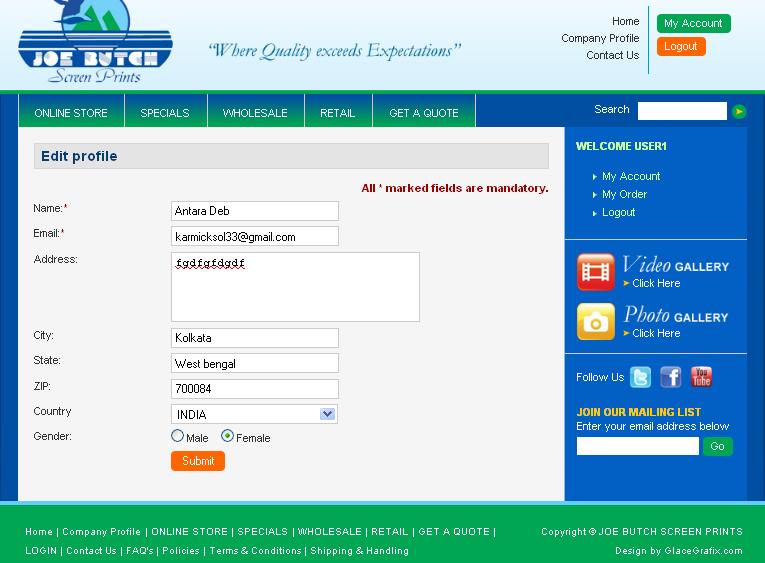 JOE BUTCH
Screen Prints
"Where Quality exceeds Expectations"
Home
Company Profile
Contact Us
My Account
Logout
ONLINE STORE
SPECIALS
WHOLESALE
RETAIL
GET A QUOTE
Search
Edit profile
All * marked fields are mandatory.
Name:*
Antara Deb
Email:*
karmicksol33@gmail.com
Address:
fgdfgfdgdf
City:
Kolkata
State:
West bengal
ZIP:
700084
Country
INDIA
Gender:
Male
Female
Submit
WELCOME USER1
My Account
My Order
Logout
Video GALLERY
Click Here
Photo GALLERY
Click Here
Follow Us
You Tube
JOIN OUR MAILING LIST
Enter your email address below
Go
Home | Company Profile | ONLINE STORE | SPECIALS | WHOLESALE | RETAIL | GET A QUOTE |
LOGIN | Contact Us | FAQ's | Policies | Terms & Conditions | Shipping & Handling
Copyright © JOE BUTCH SCREEN PRINTS
Design by GlaceGrafix.com